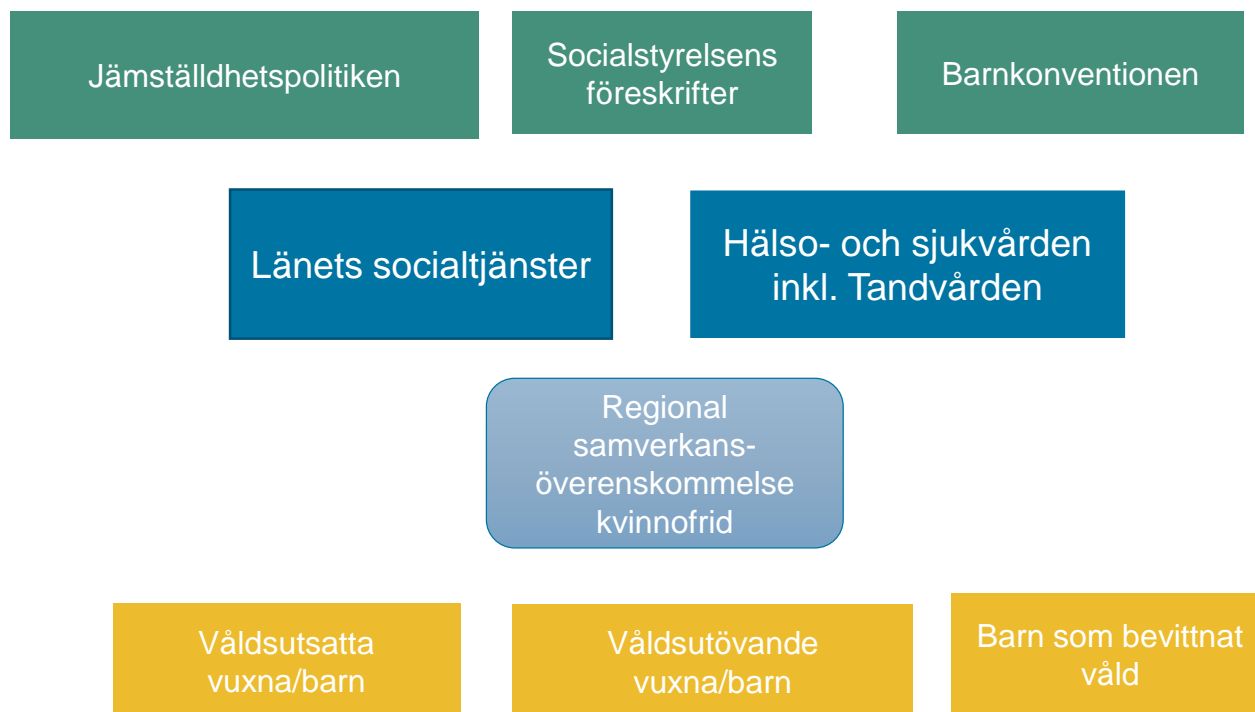 Jämställdhetspolitiken
Socialstyrelsens
föreskrifter
Barnkonventionen
Länets socialtjänster
Hälso- och sjukvården
inkl. Tandvården
Regional
samverkans-
överenskommelse
kvinnofrid
Våldsutsatta
vuxna/barn
Våldsutövande
vuxna/barn
Barn som bevittnat
våld